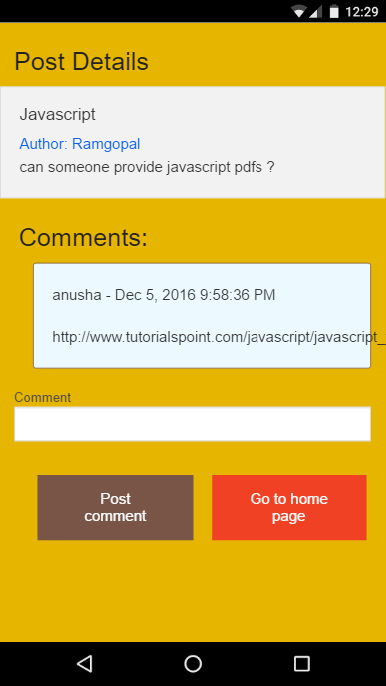 12:29
Post Details
Javascript
Author: Ramgopal
can someone provide javascript pdfs ?
Comments:
anusha - Dec 5, 2016 9:58:36 PM
http://www.tutorialspoint.com/javascript/javascript_
Comment
Post
comment
Go to home
page